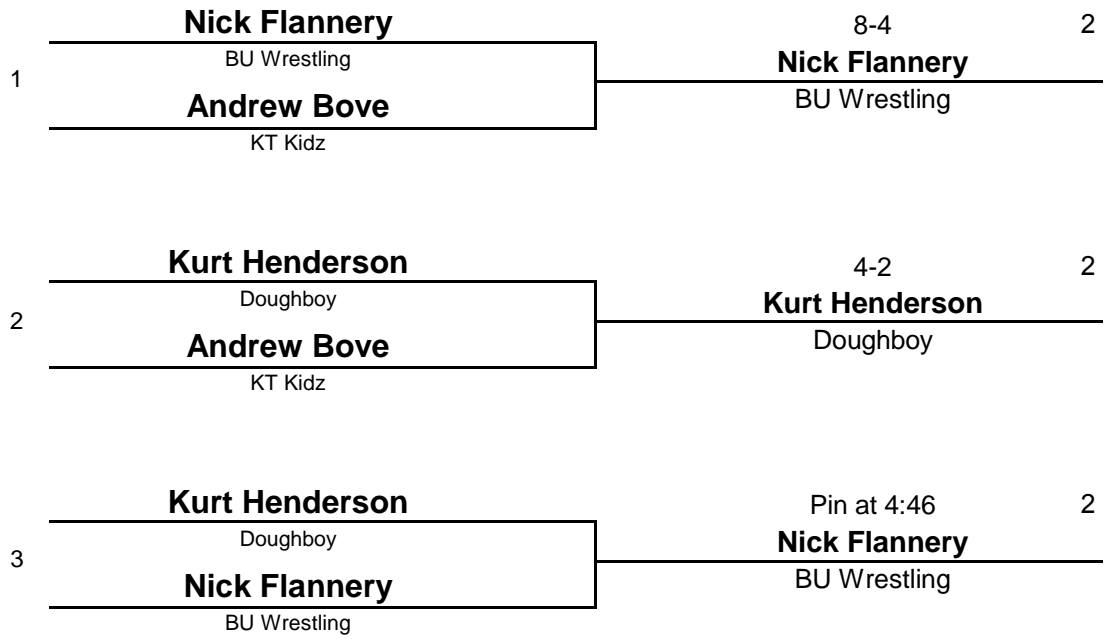 Nick Flannery
8-4
2
BU Wrestling
Nick Flannery
1
Andrew Bove
BU Wrestling
KT Kidz
Kurt Henderson
4-2
2
Doughboy
Kurt Henderson
2
Andrew Bove
Doughboy
KT Kidz
Kurt Henderson
Pin at 4:46
2
Doughboy
Nick Flannery
3
Nick Flannery
BU Wrestling
BU Wrestling